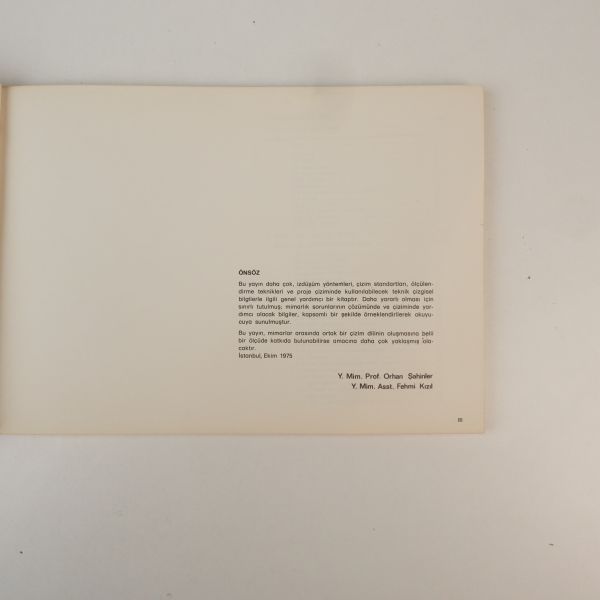 ÖNSÖZ
Bu yayın daha çok, izdüşüm yöntemleri, çizim standartları, ölçülen-
dirme teknikleri ve proje çiziminde kullanılabilecek teknik çizgisel
bilgilerle ilgili genel yardımcı bir kitaptır. Daha yararlı olması için
sınırlı tutulmuş; mimarlık sorunlarının çözümünde ve çiziminde yar-
dımcı olacak bilgiler, kapsamlı bir şekilde örneklendirilerek okuyu-
cuya sunulmuştur.
Bu yayın, mimarlar arasında ortak bir çizim dilinin oluşmasına belli
bir ölçüde katkıda bulunabilirse amacına daha çok yaklaşmış ola-
caktır.
İstanbul, Ekim 1975
Y. Mim. Prof. Orhan Şahinler
Y. Mim. Asst. Fehmi Kızıl